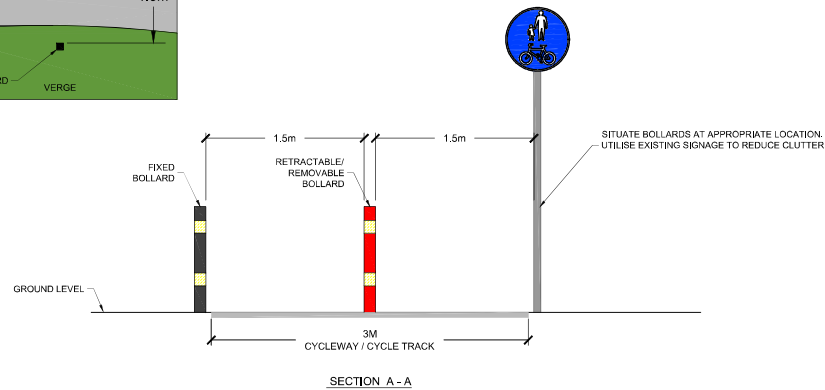 VERGE
1.5m
1.5m
SITUATE BOLLARDS AT APPROPRIATE LOCATION.
UTILISE EXISTING SIGNAGE TO REDUCE CLUTTER
FIXED
BOLLARD
RETRACTABLE/
REMOVABLE
BOLLARD
GROUND LEVEL
3M
CYCLEWAY / CYCLE TRACK
SECTION A - A